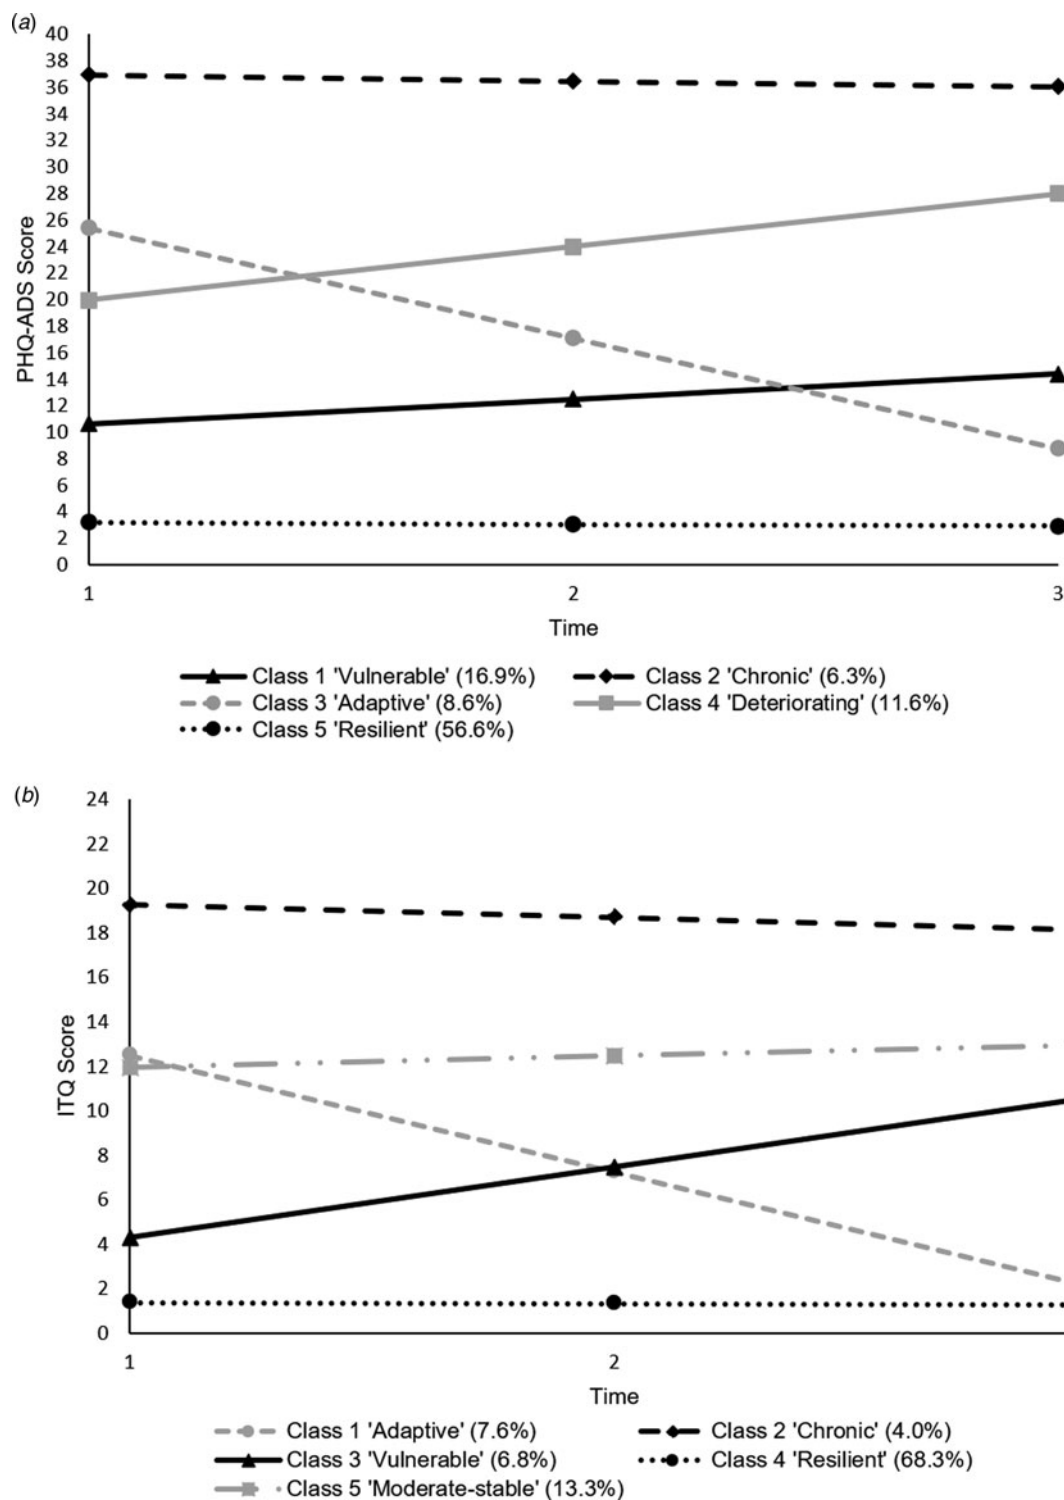 (a)
40
38
36
34
32
30
28
26
24
22
20
18
16
14
12
10
8
6
4
2
0
PHQ-ADS Score
1 2 3
Time
Class 1 'Vulnerable' (16.9%) Class 2 'Chronic' (6.3%)
Class 3 'Adaptive' (8.6%) Class 4 'Deteriorating' (11.6%)
Class 5 'Resilient' (56.6%)
(b)
24
22
20
18
16
14
12
10
8
6
4
2
0
ITQ Score
1 2
Time
Class 1 'Adaptive' (7.6%) Class 2 'Chronic' (4.0%)
Class 3 'Vulnerable' (6.8%) Class 4 'Resilient' (68.3%)
Class 5 'Moderate-stable' (13.3%)